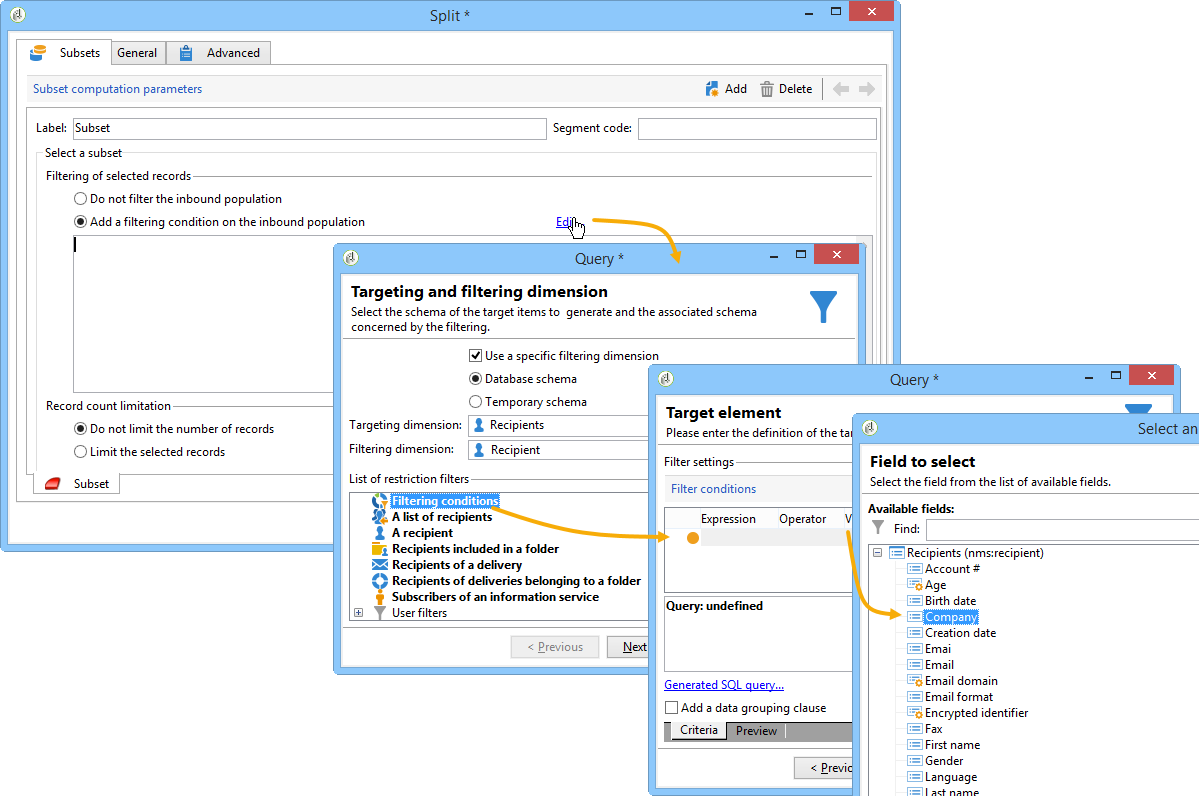 Split *
Subsets General Advanced
Subset computation parameters Add Delete
Label: Subset Segment code:
Select a subset
Filtering of selected records
Do not filter the inbound population
Add a filtering condition on the inbound population
Record count limitation
Do not limit the number of records
Limit the selected records
Subset
Query *
Targeting and filtering dimension
Select the schema of the target items to generate and the associated schema
concerned by the filtering.
Use a specific filtering dimension
Database schema
Temporary schema
Targeting dimension: Recipients
Filtering dimension: Recipient
List of restriction filters
Filtering conditions
A list of recipients
A recipient
Recipients included in a folder
Recipients of a delivery
Recipients of deliveries belonging to a folder
Subscribers of an information service
User filters
< Previous Next
Query *
Target element
Please enter the definition of the ta
Filter settings
Filter conditions
Expression Operator V
Query: undefined
Generated SQL query...
Add a data grouping clause
Criteria Preview
< Previo
Select an
Field to select
Select the field from the list of available fields.
Available fields:
Find:
Recipients (nms:recipient)
Account #
Age
Birth date
Company
Creation date
Emai
Email
Email domain
Email format
Encrypted identifier
Fax
First name
Gender
Language
Last name